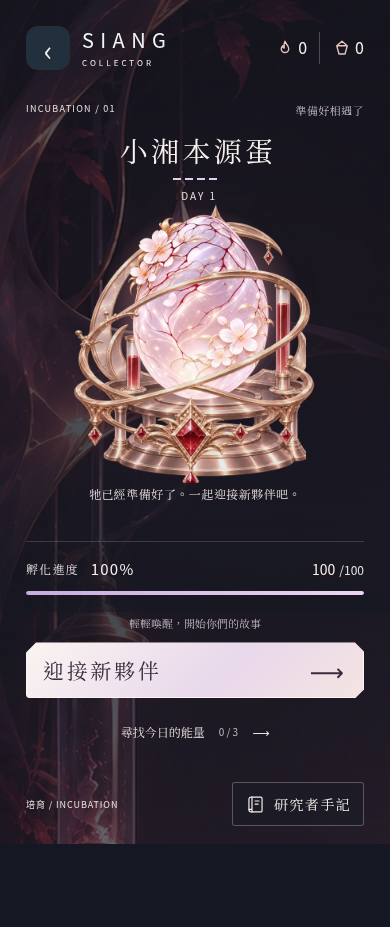 SIANG
COLLECTOR
0
0
INCUBATION / 01
準備好相遇了
小湘本源蛋
DAY 1
牠已經準備好了。一起迎接新夥伴吧。
孵化進度 100%
100 /100
輕輕喚醒，開始你們的故事
迎接新夥伴 ⟶
尋找今日的能量 0/3 ⟶
培育 / INCUBATION
研究者手記